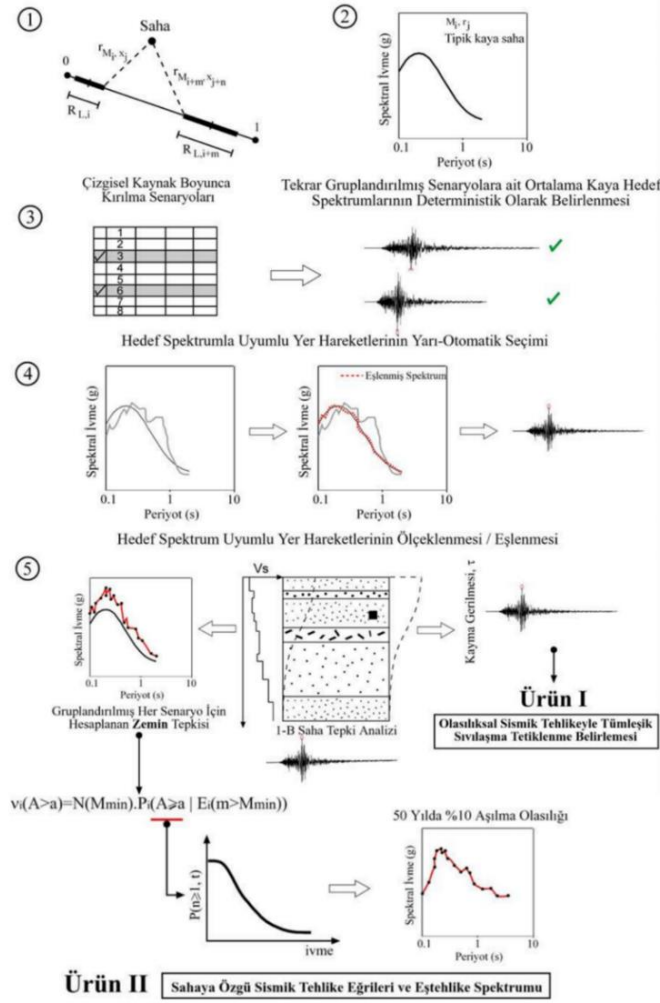 1
Saha
r Mi, xj
r Mi+m, xj+n
0
R L,i
R L,i+m
1
Çizgisel Kaynak Boyunca
Kırılma Senaryoları
2
Spektral İvme (g)
Mi, rj
Tipik kaya saha
0.1 1 10
Periyot (s)
Tekrar Gruplandırılmış Senaryolara ait Ortalama Kaya Hedef
Spektrumlarının Deterministik Olarak Belirlenmesi
3
1
2
3
4
5
6
7
8
Hedef Spektrumla Uyumlu Yer Hareketlerinin Yarı-Otomatik Seçimi
4
Spektral İvme (g)
0.1 1 10
Periyot (s)
Spektral İvme (g)
Eşlenmiş Spektrum
0.1 1 10
Periyot (s)
Hedef Spektrum Uyumlu Yer Hareketlerinin Ölçeklenmesi / Eşlenmesi
5
Spektral İvme (g)
0.1 1 10
Periyot (s)
Gruplandırılmış Her Senaryo İçin
Hesaplanan Zemin Tepkisi
Vs
1-B Saha Tepki Analizi
Kayma Gerilmesi, τ
Ürün I
Olasılıksal Sismik Tehlikeyle Tümleşik
Sıvılaşma Tetiklenme Belirlemesi
νi(A>a)=N(Mmin).Pi(A⩾a | Ei(m>Mmin))
P(n⩾1, t)
ivme
50 Yılda %10 Aşılma Olasılığı
Spektral İvme (g)
0.1 1 10
Periyot (s)
Ürün II
Sahaya Özgü Sismik Tehlike Eğrileri ve Eştehlike Spektrumu